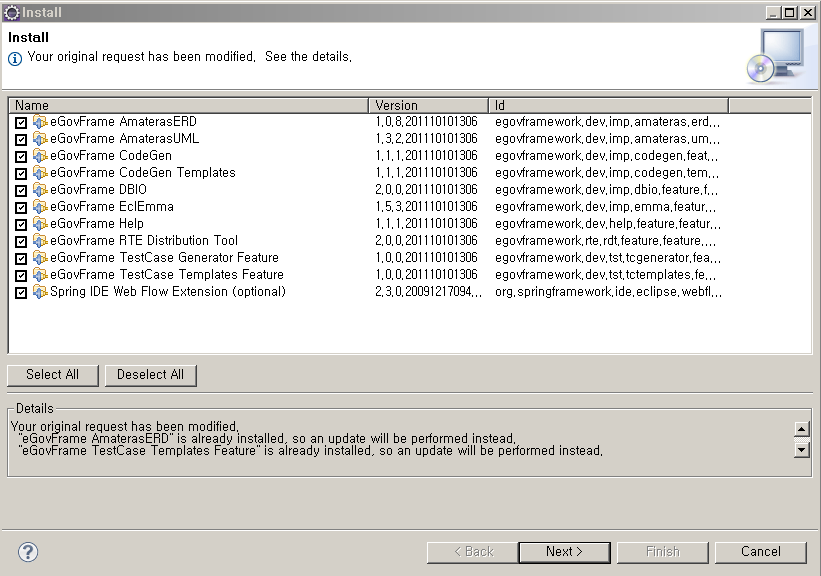 Install
Install
Your original request has been modified. See the details.
Name Version Id
eGovFrame AmaterasERD 1.0.8.201110101306 egovframework.dev.imp.amateras.erd...
eGovFrame AmaterasUML 1.3.2.201110101306 egovframework.dev.imp.amateras.um...
eGovFrame CodeGen 1.1.1.201110101306 egovframework.dev.imp.codegen.feat...
eGovFrame CodeGen Templates 1.1.1.201110101306 egovframework.dev.imp.codegen.tem...
eGovFrame DBIO 2.0.0.201110101306 egovframework.dev.imp.dbio.feature.f...
eGovFrame EclEmma 1.5.3.201110101306 egovframework.dev.imp.emma.featur...
eGovFrame Help 1.1.1.201110101306 egovframework.dev.help.feature.featur...
eGovFrame RTE Distribution Tool 2.0.0.201110101306 egovframework.rte.rdt.feature.feature....
eGovFrame TestCase Generator Feature 1.0.0.201110101306 egovframework.dev.tst.tcgenerator.fea...
eGovFrame TestCase Templates Feature 1.0.0.201110101306 egovframework.dev.tst.tctemplates.fe...
Spring IDE Web Flow Extension (optional) 2.3.0.20091217094... org.springframework.ide.eclipse.webfl...
Select All Deselect All
Details
Your original request has been modified.
"eGovFrame AmaterasERD" is already installed, so an update will be performed instead.
"eGovFrame TestCase Templates Feature" is already installed, so an update will be performed instead.
? < Back Next > Finish Cancel